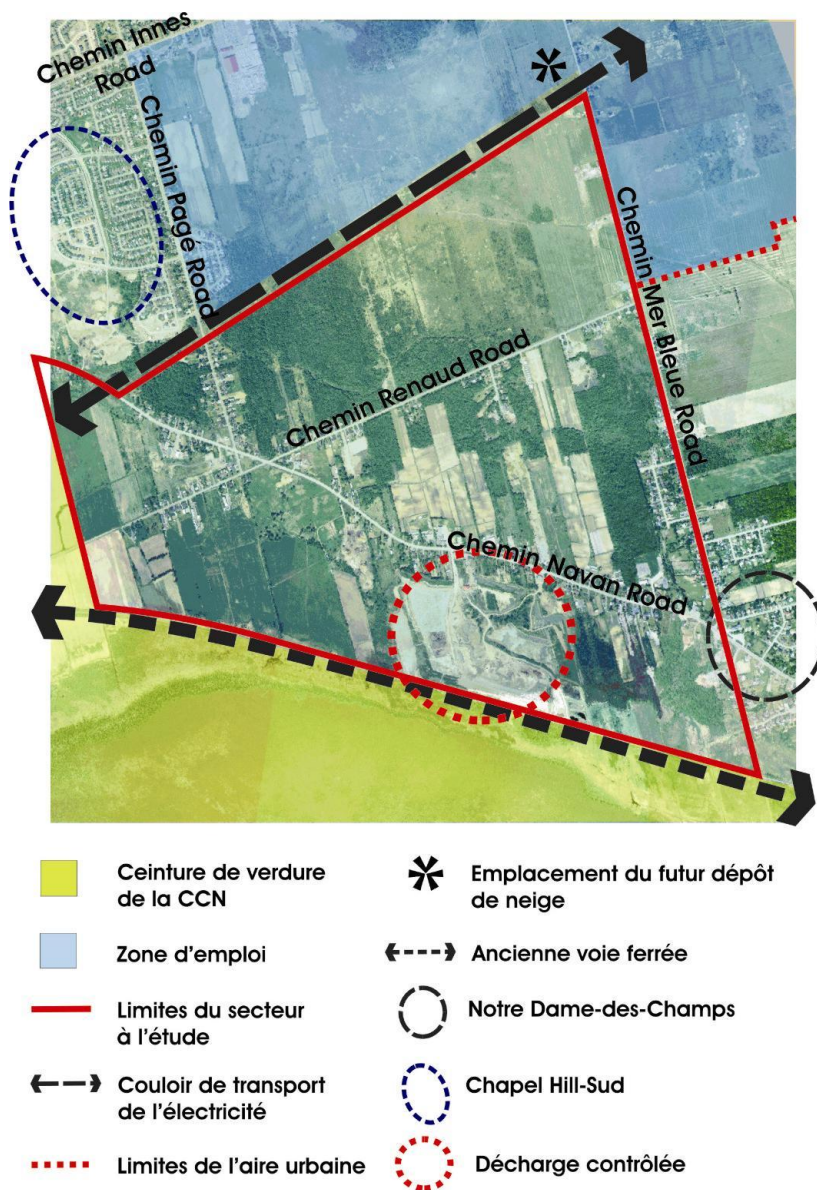 Chemin Innes
Road
Chemin Pagé Road
Chemin Mer Bleue Road
Chemin Renaud Road
Chemin Navan Road
Ceinture de verdure
de la CCN
Zone d'emploi
Limites du secteur
à l'étude
Couloir de transport
de l'électricité
Limites de l'aire urbaine
Emplacement du futur dépôt
de neige
Ancienne voie ferrée
Notre Dame-des-Champs
Chapel Hill-Sud
Décharge contrôlée